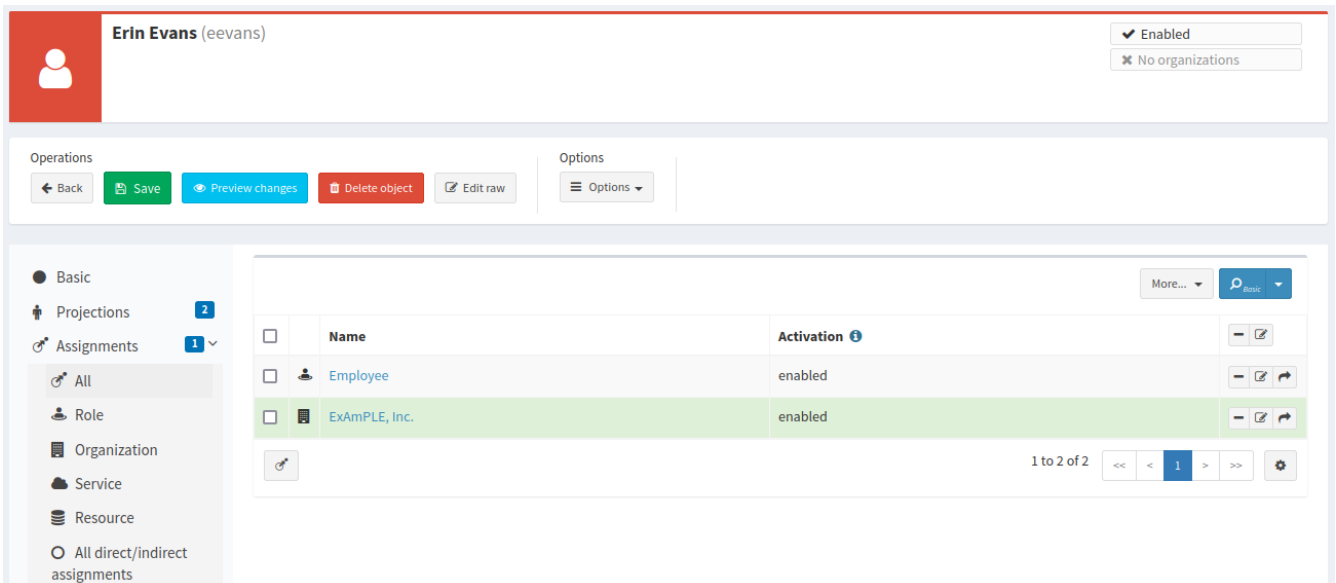 Erin Evans (eevans)
Enabled
No organizations
Operations
Options
Back
Save
Preview changes
Delete object
Edit raw
Options
Basic
Projections 2
Assignments 1
All
Role
Organization
Service
Resource
All direct/indirect
assignments
More...
Basic
Name Activation
Employee enabled
ExAmPLE, Inc. enabled
1 to 2 of 2 << < 1 > >>